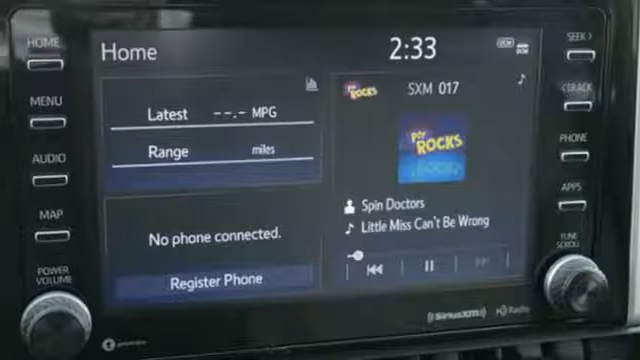 HOME
MENU
AUDIO
MAP
POWER
VOLUME
Home
2:33
Latest --.- MPG
Range miles
No phone connected.
Register Phone
POP ROCKS
SXM 017
POP ROCKS
Spin Doctors
Little Miss Can't Be Wrong
SEEK >
< TRACK
PHONE
APPS
TUNE
SCROLL
((SiriusXM))
HD Radio